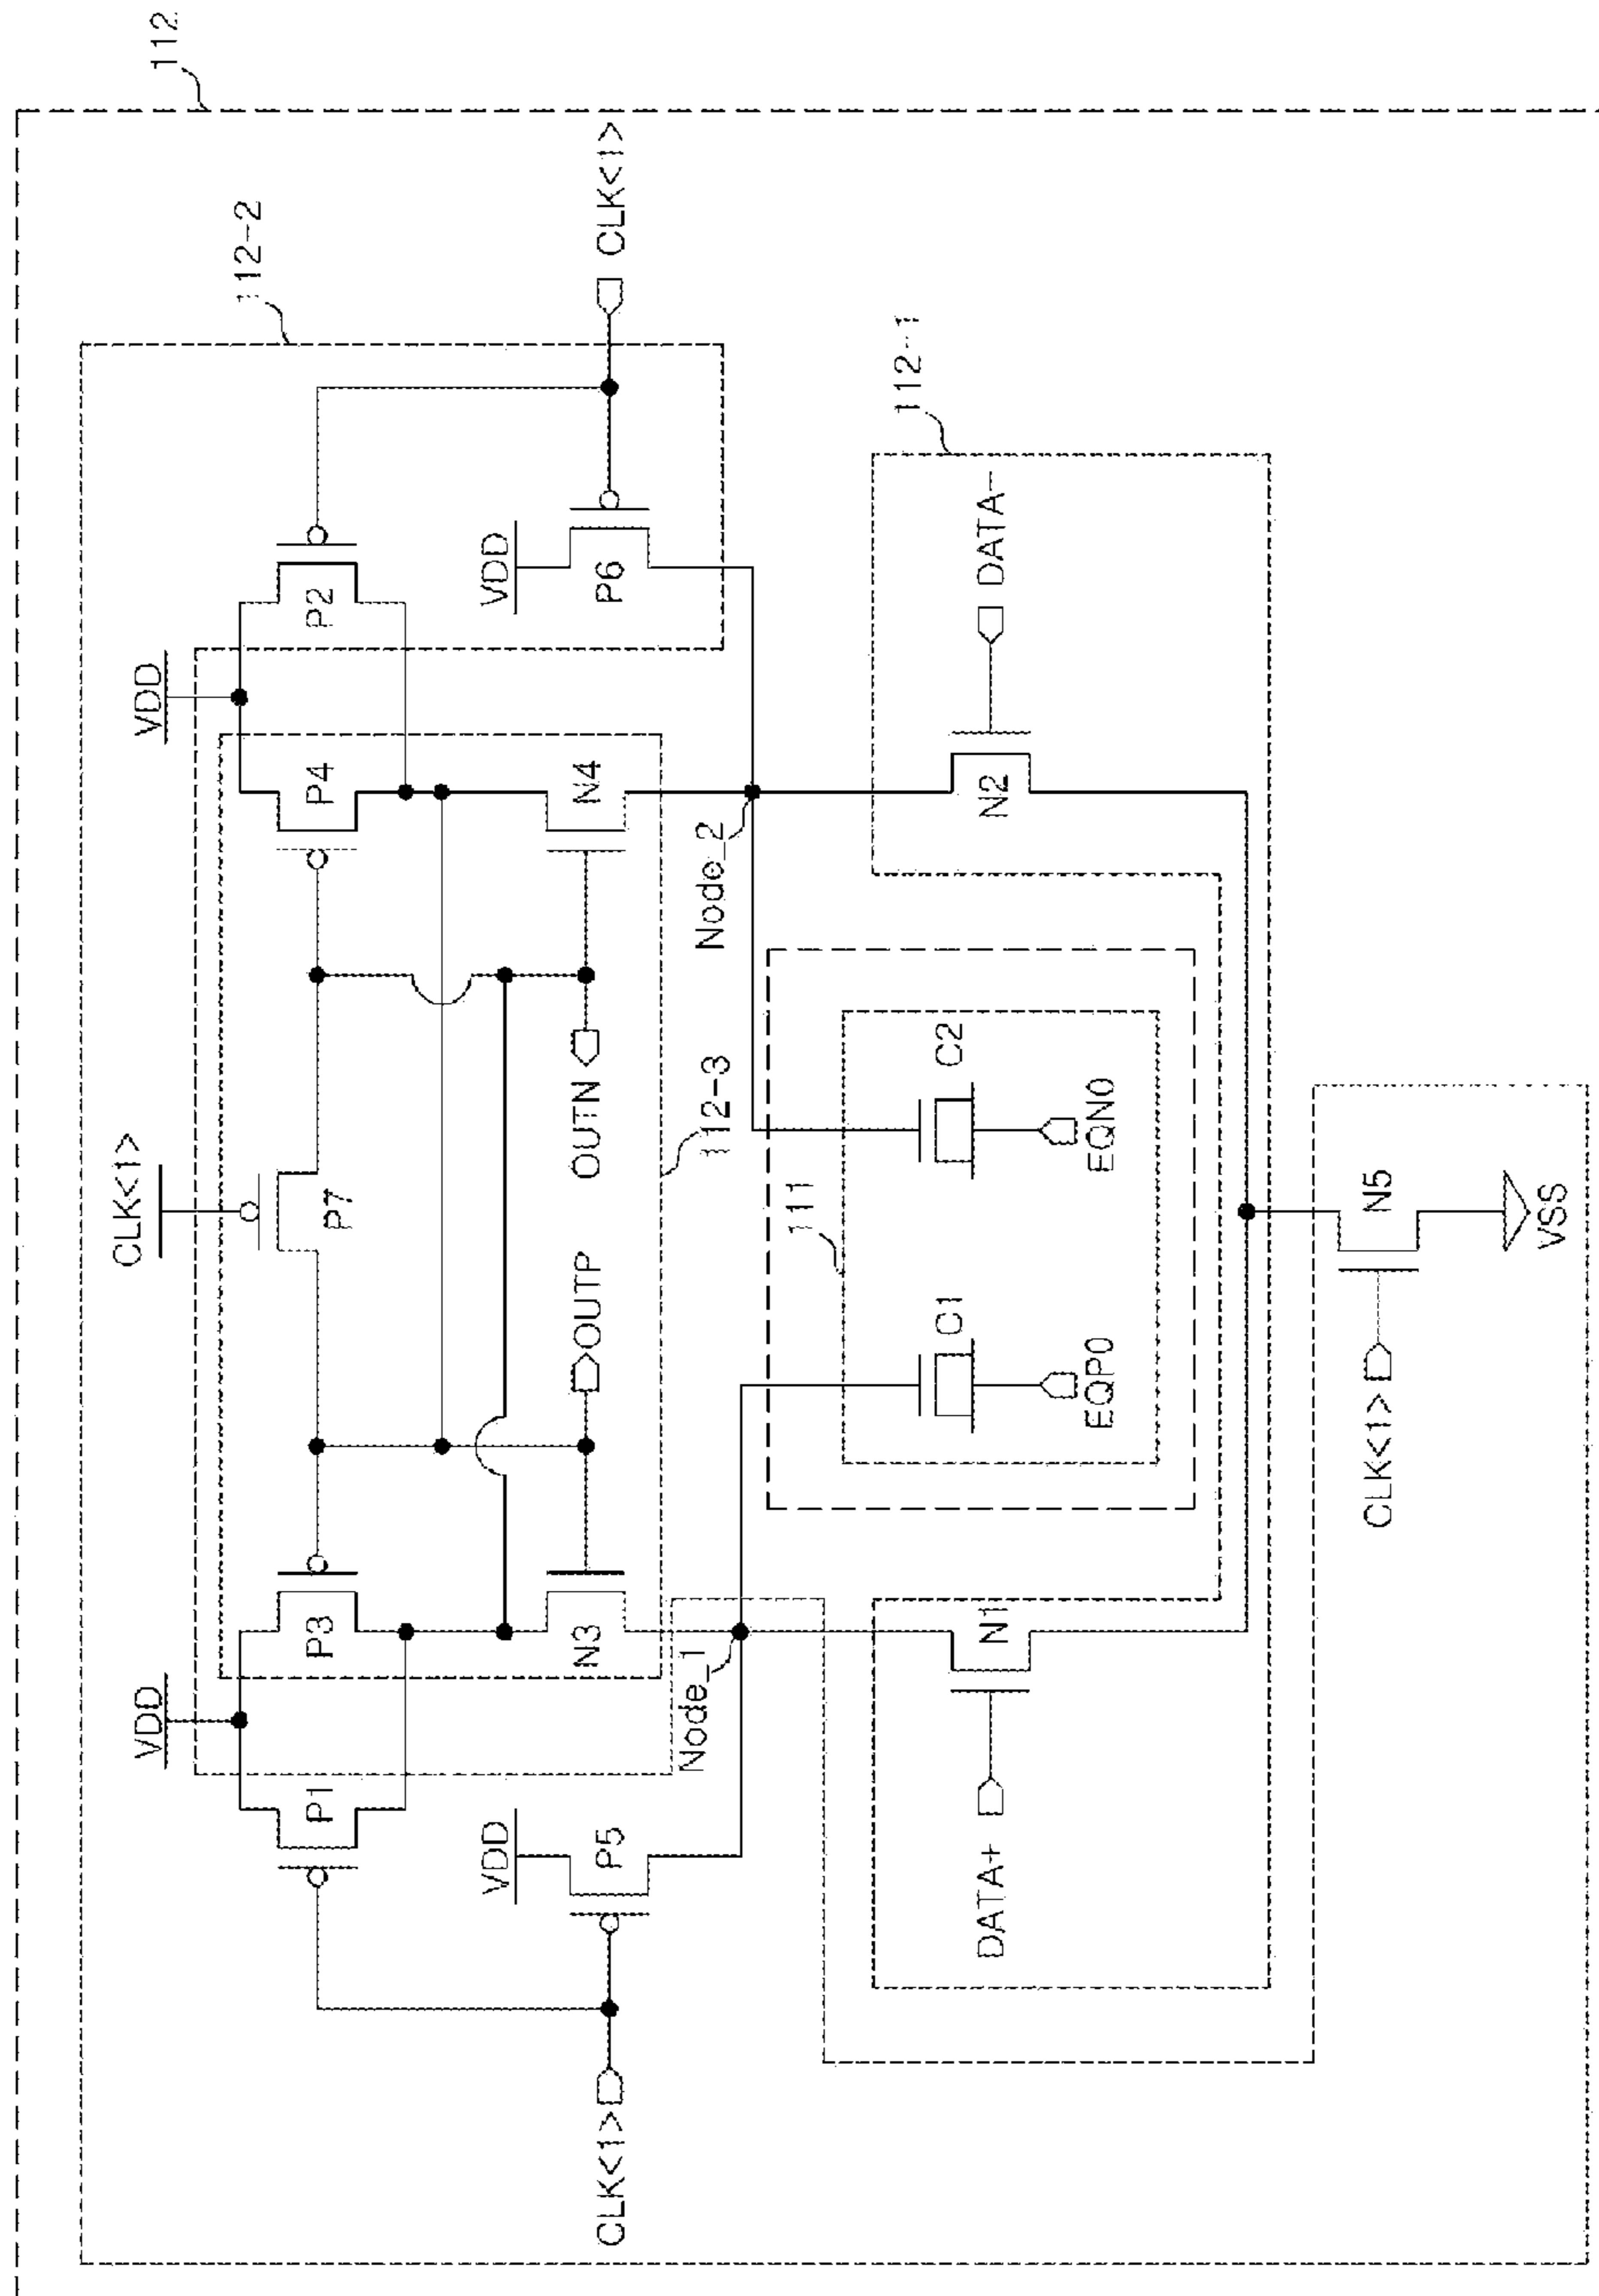 112
112-2
CLK<1>
VDD
VDD
P1
P3
P7
P4
P2
CLK<1>
CLK<1>
VDD
P5
N3
OUTP
OUTN
N4
VDD
P6
112-3
Node_1
Node_2
112-1
111
DATA+
N1
C1
C2
N2
DATA-
EQP0
EQN0
CLK<1>
N5
VSS